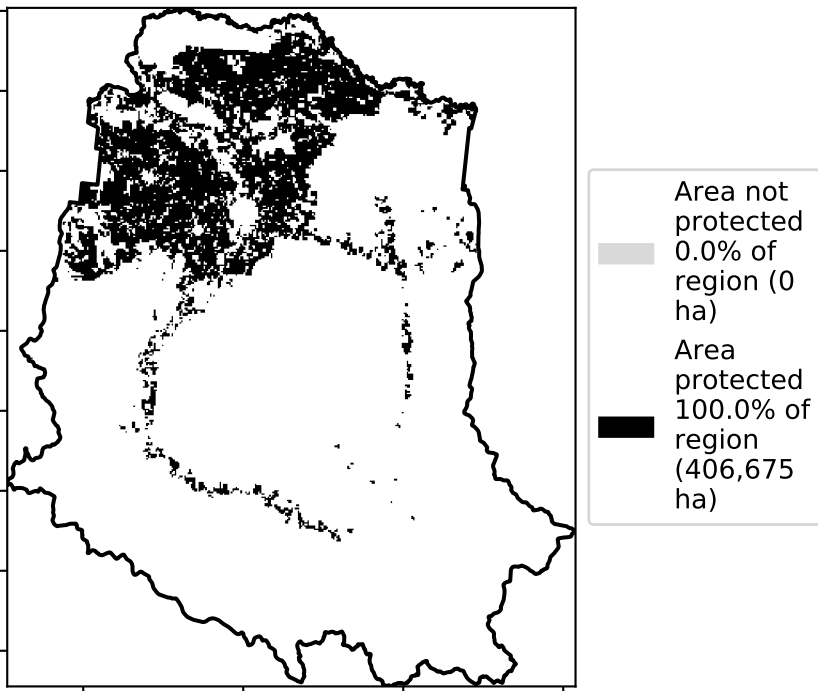 Area not
protected
0.0% of
region (0
ha)
Area
protected
100.0% of
region
(406,675
ha)